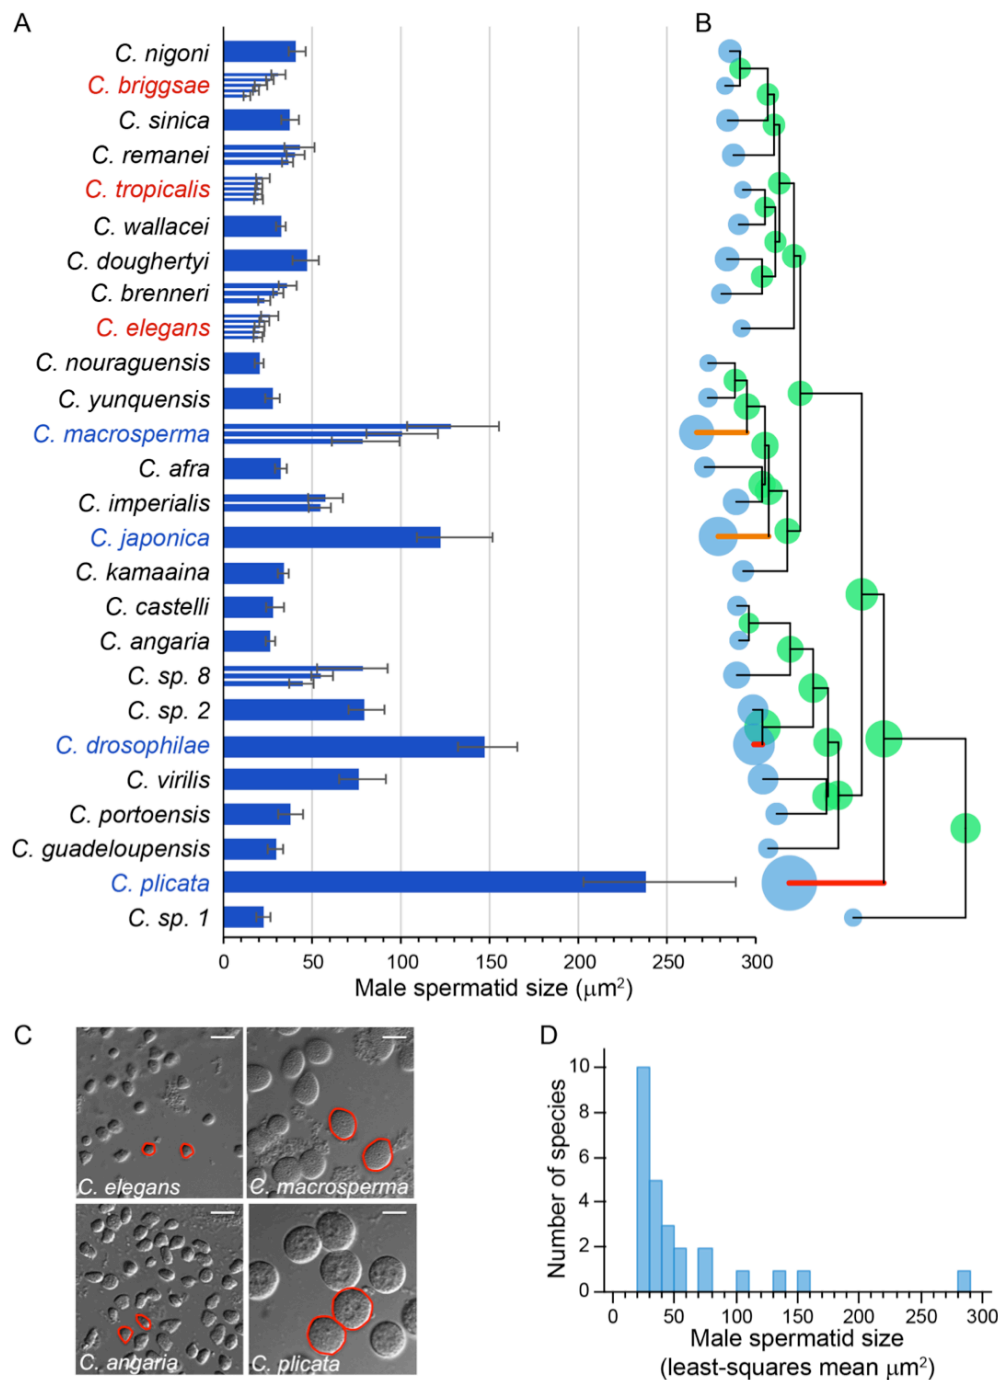 A
B
C. nigoni
C. briggsae
C. sinica
C. remanei
C. tropicalis
C. wallacei
C. doughertyi
C. brenneri
C. elegans
C. nouraguensis
C. yunquensis
C. macrosperma
C. afra
C. imperialis
C. japonica
C. kamaaina
C. castelli
C. angaria
C. sp. 8
C. sp. 2
C. drosophilae
C. virilis
C. portoensis
C. guadeloupensis
C. plicata
C. sp. 1
0 50 100 150 200 250 300
Male spermatid size (μm²)
C
C. elegans
C. macrosperma
C. angaria
C. plicata
D
Number of species
10
8
6
4
2
0
0 50 100 150 200 250 300
Male spermatid size
(least-squares mean μm²)